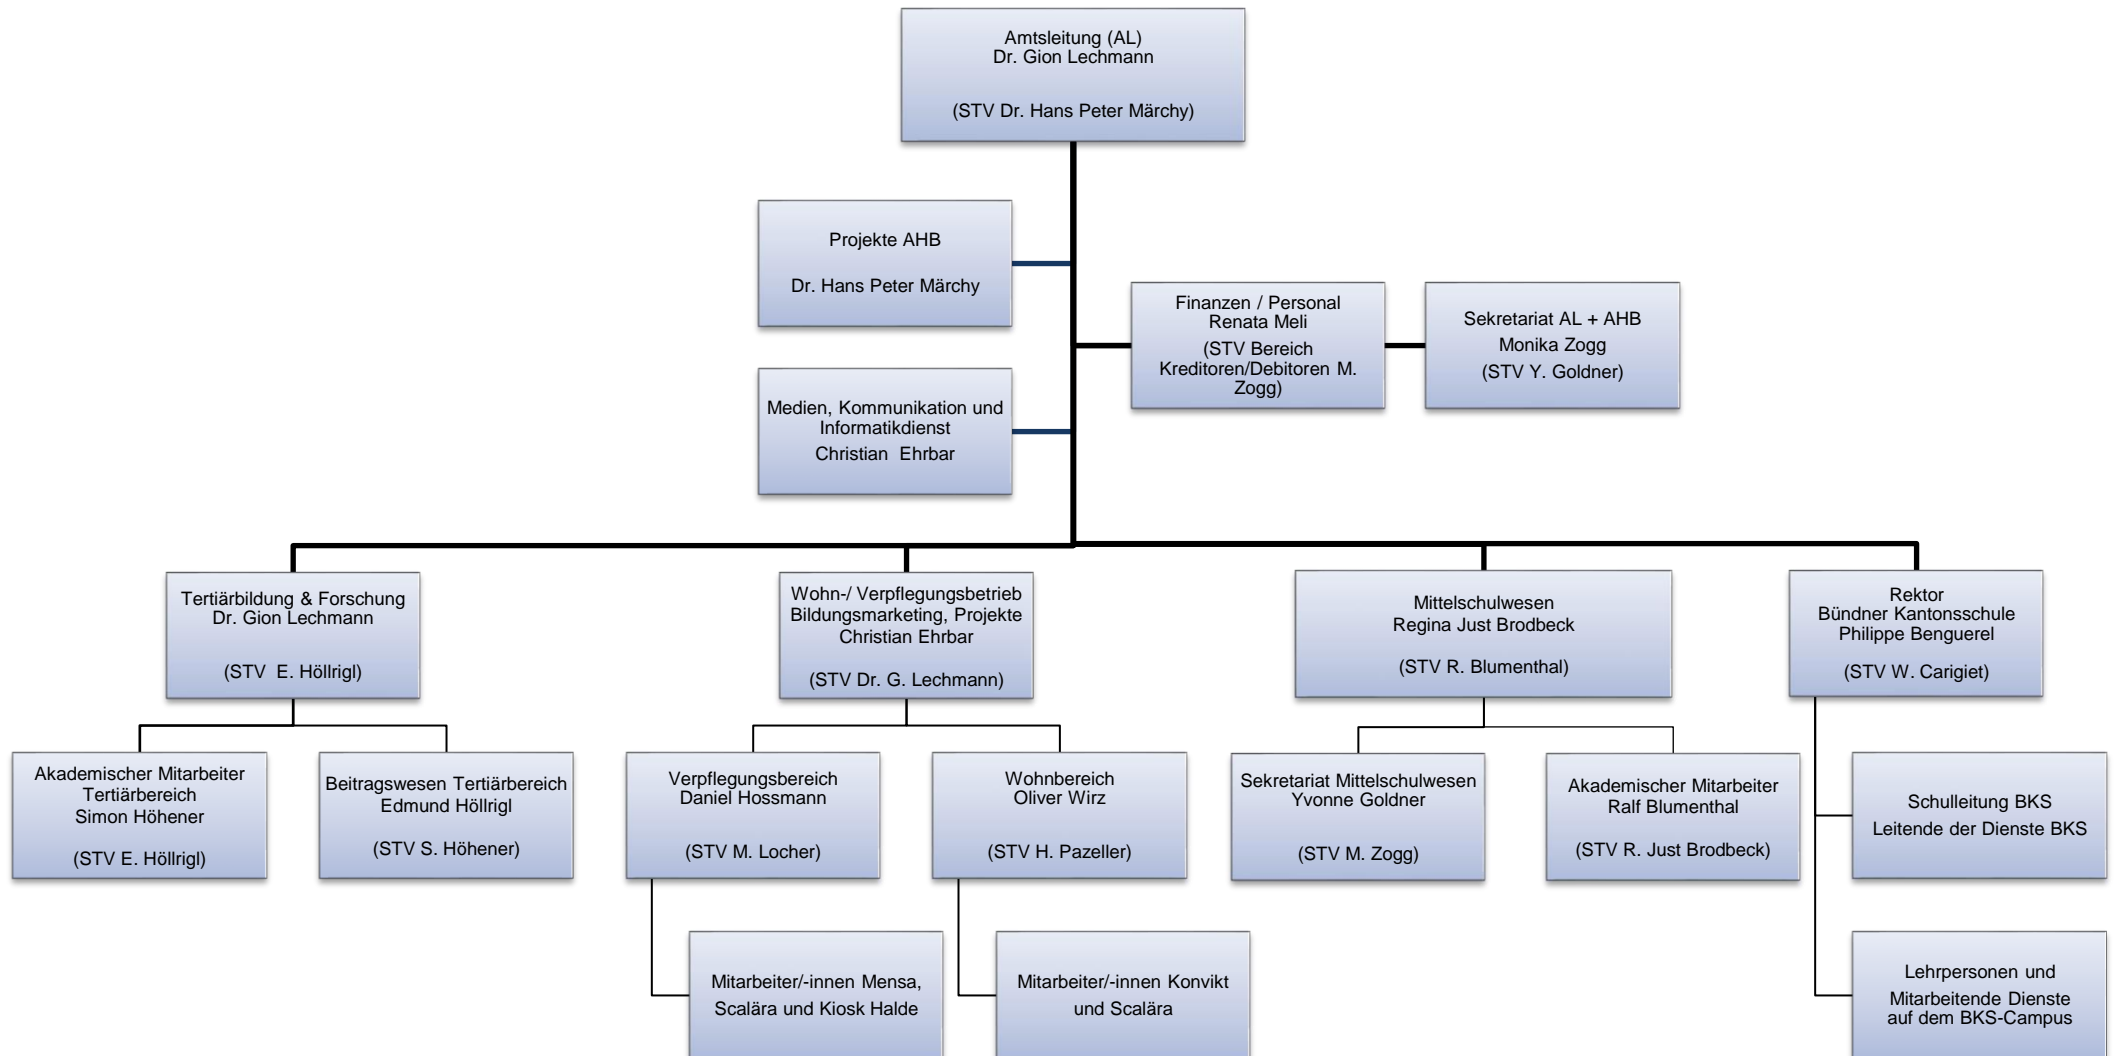 Amtsleitung (AL)
Dr. Gion Lechmann
(STV Dr. Hans Peter Märchy)
Projekte AHB
Dr. Hans Peter Märchy
Finanzen / Personal
Renata Meli
(STV Bereich
Kreditoren/Debitoren M.
Zogg)
Sekretariat AL + AHB
Monika Zogg
(STV Y. Goldner)
Medien, Kommunikation und
Informatikdienst
Christian Ehrbar
Tertiärbildung & Forschung
Dr. Gion Lechmann
(STV E. Höllrigl)
Wohn-/ Verpflegungsbetrieb
Bildungsmarketing, Projekte
Christian Ehrbar
(STV Dr. G. Lechmann)
Mittelschulwesen
Regina Just Brodbeck
(STV R. Blumenthal)
Rektor
Bündner Kantonsschule
Philippe Benguerel
(STV W. Carigiet)
Akademischer Mitarbeiter
Tertiärbereich
Simon Höhener
(STV E. Höllrigl)
Beitragswesen Tertiärbereich
Edmund Höllrigl
(STV S. Höhener)
Verpflegungsbereich
Daniel Hossmann
(STV M. Locher)
Wohnbereich
Oliver Wirz
(STV H. Pazeller)
Sekretariat Mittelschulwesen
Yvonne Goldner
(STV M. Zogg)
Akademischer Mitarbeiter
Ralf Blumenthal
(STV R. Just Brodbeck)
Schulleitung BKS
Leitende der Dienste BKS
Mitarbeiter/-innen Mensa,
Scalära und Kiosk Halde
Mitarbeiter/-innen Konvikt
und Scalära
Lehrpersonen und
Mitarbeitende Dienste
auf dem BKS-Campus